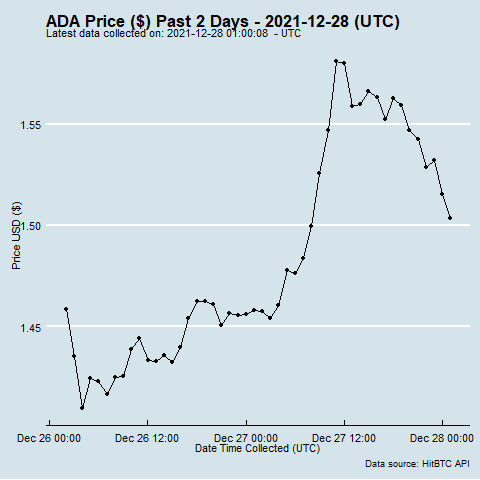 ADA Price ($) Past 2 Days - 2021-12-28 (UTC)
Latest data collected on: 2021-12-28 01:00:08  - UTC
Price USD ($)
1.55
1.50
1.45
Dec 26 00:00
Dec 26 12:00
Dec 27 00:00
Dec 27 12:00
Dec 28 00:00
Date Time Collected (UTC)
Data source: HitBTC API